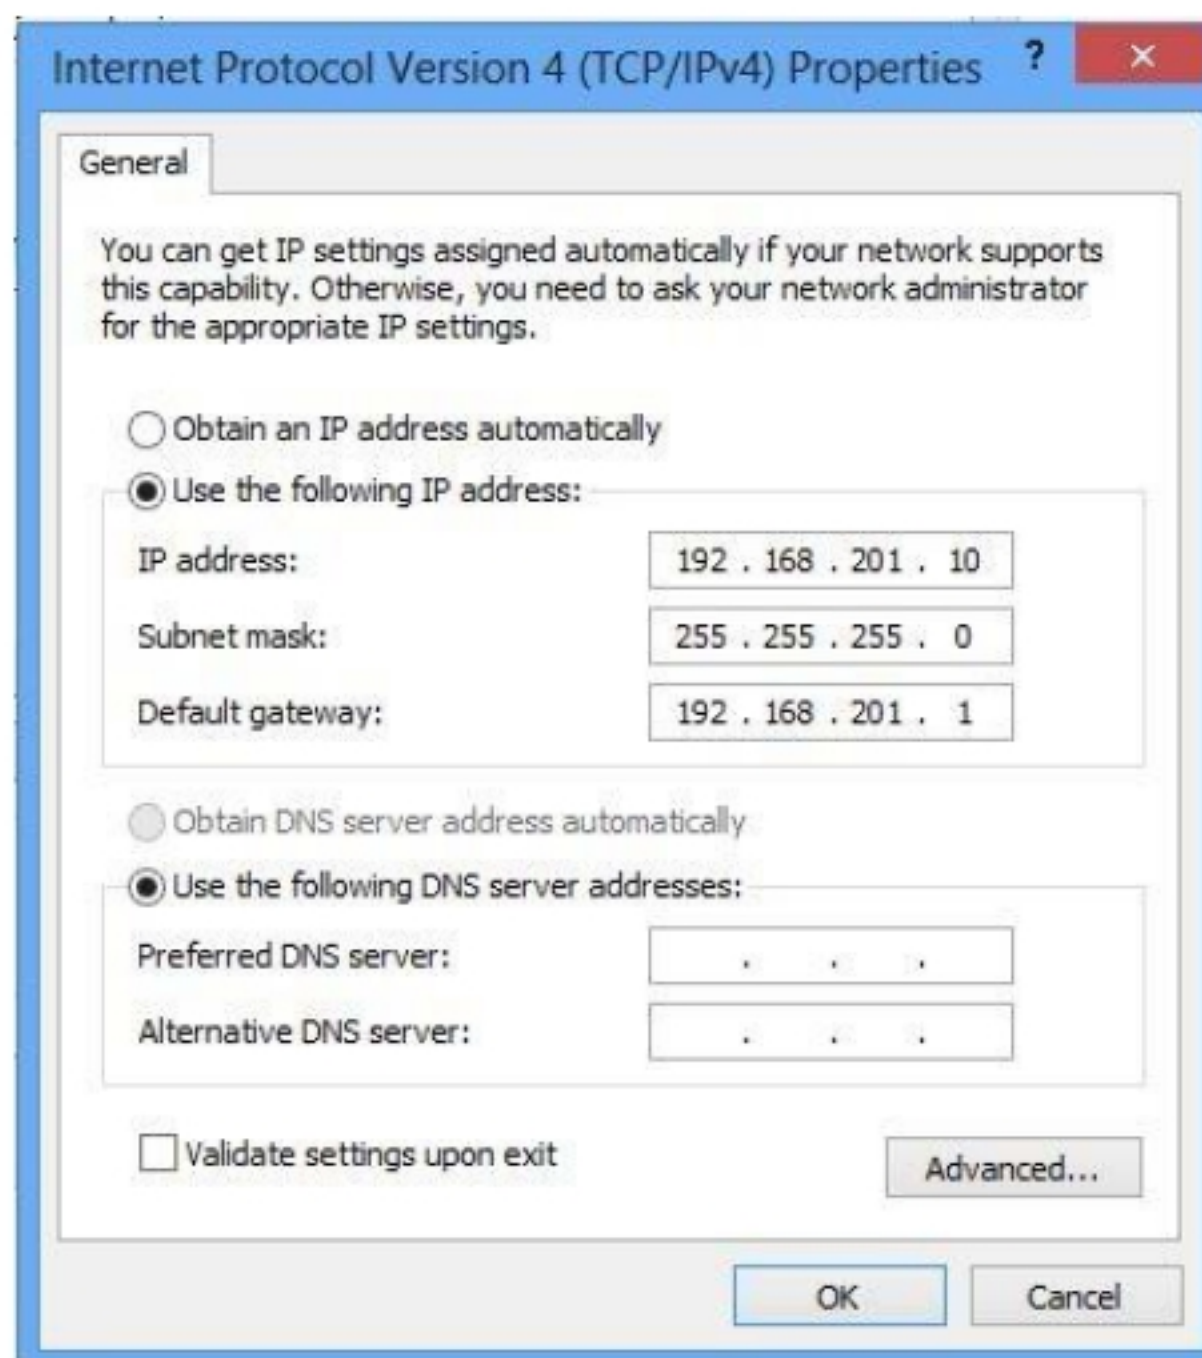 Internet Protocol Version 4 (TCP/IPv4) Properties ?
General
You can get IP settings assigned automatically if your network supports
this capability. Otherwise, you need to ask your network administrator
for the appropriate IP settings.
Obtain an IP address automatically
Use the following IP address:
IP address: 192 . 168 . 201 . 10
Subnet mask: 255 . 255 . 255 . 0
Default gateway: 192 . 168 . 201 . 1
Obtain DNS server address automatically
Use the following DNS server addresses:
Preferred DNS server: . . .
Alternative DNS server: . . .
Validate settings upon exit
Advanced...
OK Cancel